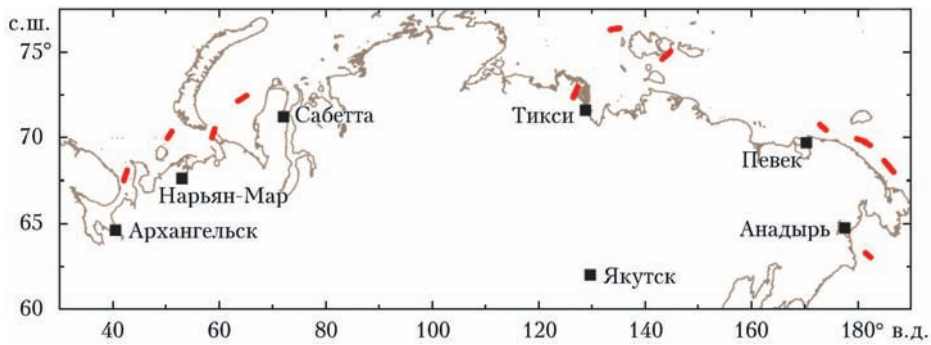 с.ш.
75°
Сабетта
Тикси
70
Певек
Нарьян-Мар
65
Архангельск
Анадырь
Якутск
60
40 60 80 100 120 140 160 180° в.д.